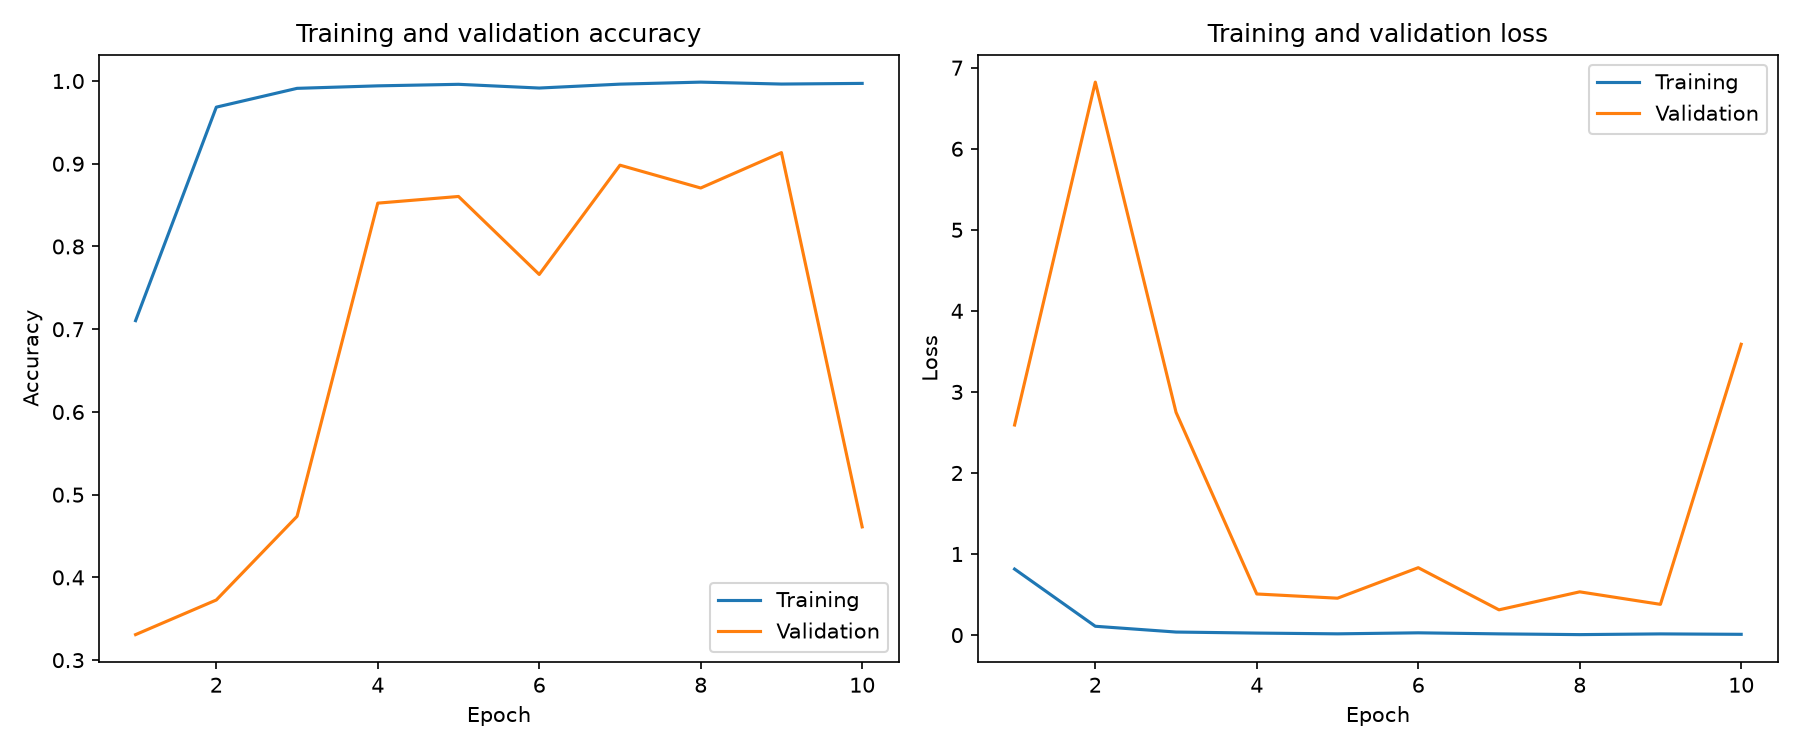 Training and validation accuracy
1.0
0.9
0.8
0.7
0.6
0.5
0.4
0.3
Accuracy
2 4 6 8 10
Epoch
Training
Validation
Training and validation loss
7
6
5
4
3
2
1
0
Loss
2 4 6 8 10
Epoch
Training
Validation